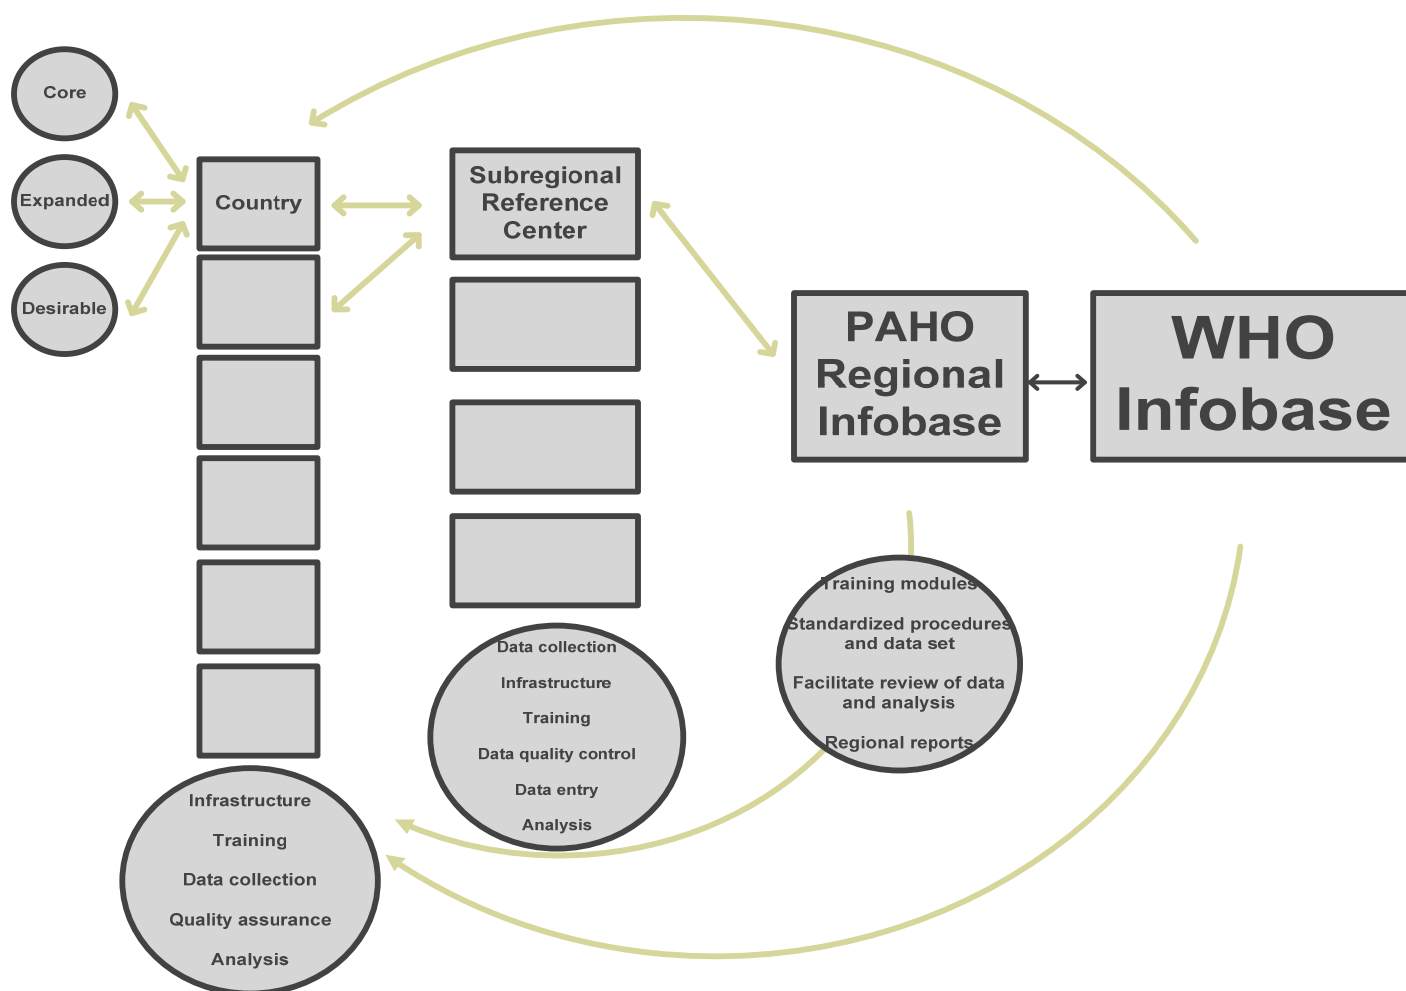 Core
Expanded
Desirable
Country
Subregional
Reference
Center
PAHO
Regional
Infobase
WHO
Infobase
Training modules
Standardized procedures
and data set
Facilitate review of data
and analysis
Regional reports
Data collection
Infrastructure
Training
Data quality control
Data entry
Analysis
Infrastructure
Training
Data collection
Quality assurance
Analysis